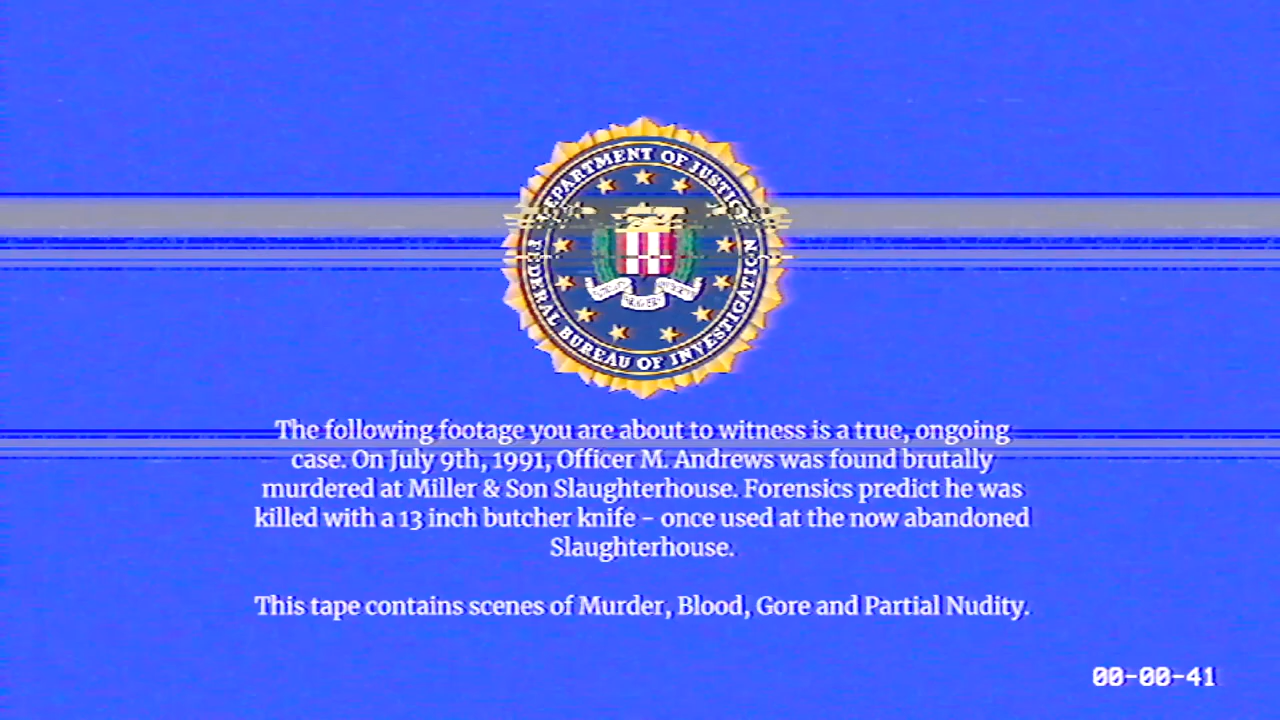 DEPARTMENT OF JUSTICE
FEDERAL BUREAU OF INVESTIGATION
BRAVERY
The following footage you are about to witness is a true, ongoing
case. On July 9th, 1991, Officer M. Andrews was found brutally
murdered at Miller & Son Slaughterhouse. Forensics predict he was
killed with a 13 inch butcher knife - once used at the now abandoned
Slaughterhouse.
This tape contains scenes of Murder, Blood, Gore and Partial Nudity.
00-00-41